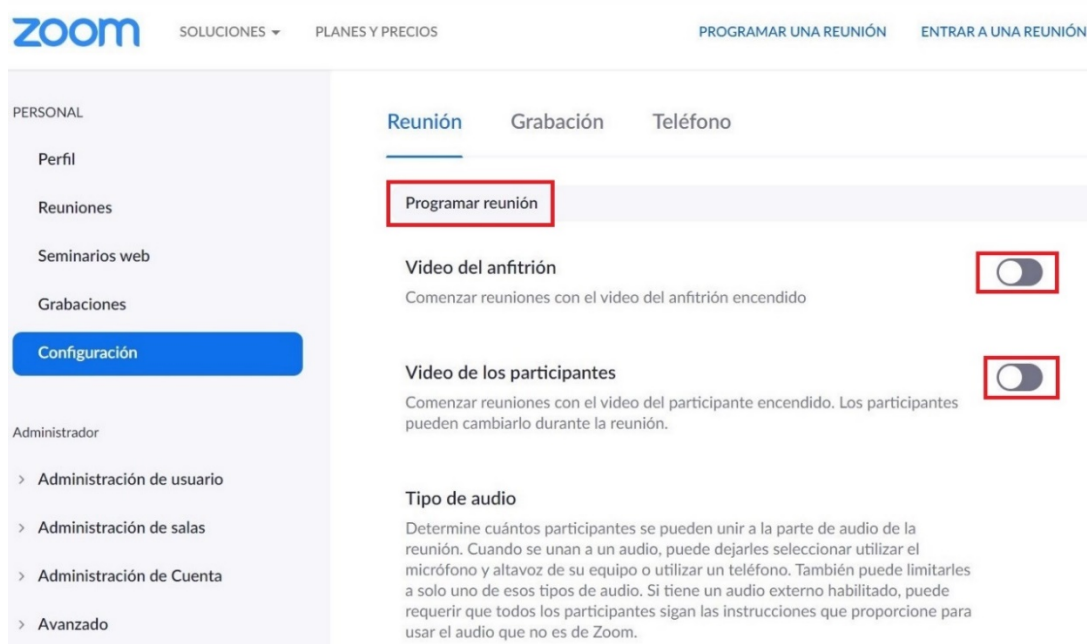 zoom
SOLUCIONES
PLANES Y PRECIOS
PROGRAMAR UNA REUNIÓN
ENTRAR A UNA REUNIÓN
PERSONAL
Perfil
Reuniones
Seminarios web
Grabaciones
Configuración
Administrador
Administración de usuario
Administración de salas
Administración de Cuenta
Avanzado
Reunión
Grabación
Teléfono
Programar reunión
Video del anfitrión
Comenzar reuniones con el video del anfitrión encendido
Video de los participantes
Comenzar reuniones con el video del participante encendido. Los participantes
pueden cambiarlo durante la reunión.
Tipo de audio
Determine cuántos participantes se pueden unir a la parte de audio de la
reunión. Cuando se unan a un audio, puede dejarles seleccionar utilizar el
micrófono y altavoz de su equipo o utilizar un teléfono. También puede limitarles
a solo uno de esos tipos de audio. Si tiene un audio externo habilitado, puede
requerir que todos los participantes sigan las instrucciones que proporcione para
usar el audio que no es de Zoom.